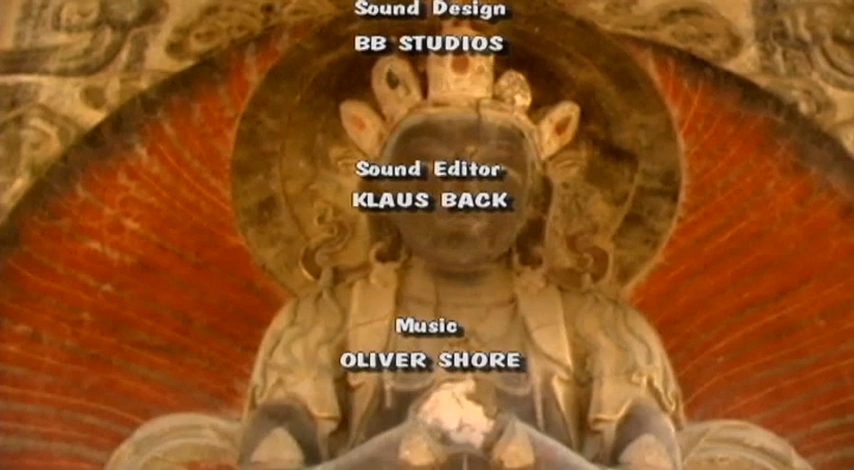 Sound Design
BB STUDIOS
Sound Editor
KLAUS BACK
Music
OLIVER SHORE